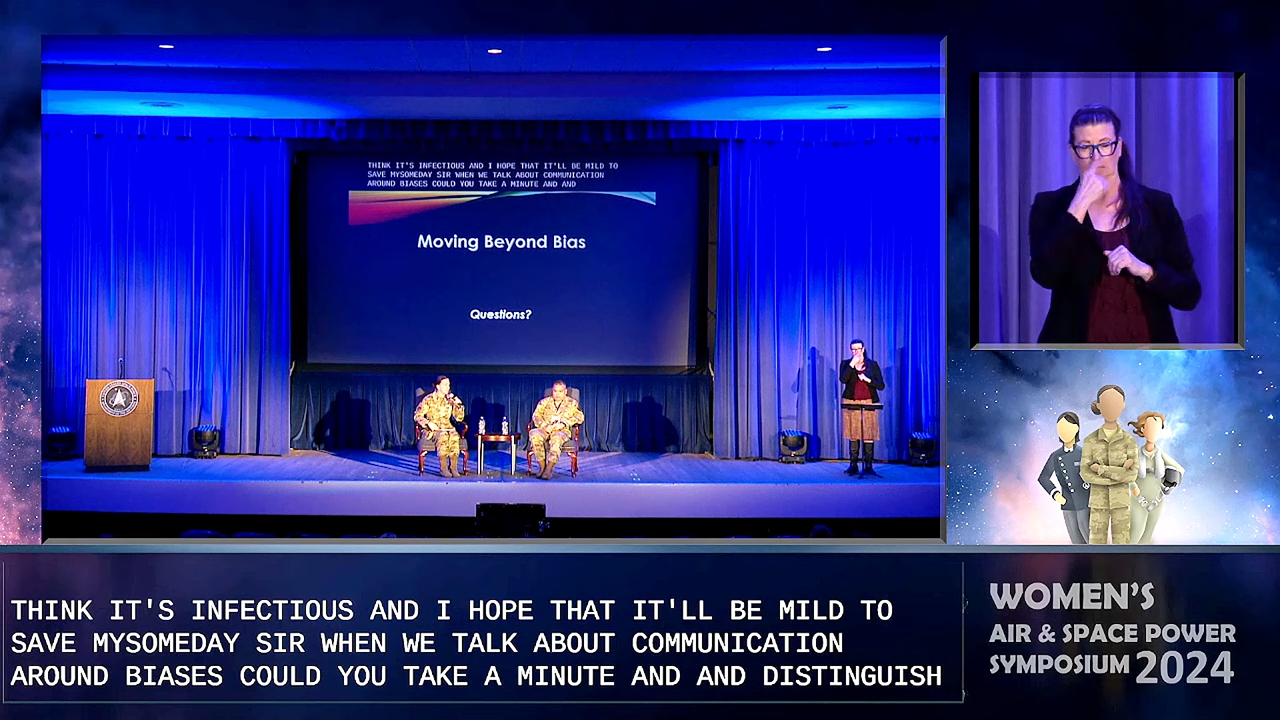 THINK IT'S INFECTIOUS AND I HOPE THAT IT'LL BE MILD TO
SAVE MYSOMEDAY SIR WHEN WE TALK ABOUT COMMUNICATION
AROUND BIASES COULD YOU TAKE A MINUTE AND AND
Moving Beyond Bias
Questions?
THINK IT'S INFECTIOUS AND I HOPE THAT IT'LL BE MILD TO
SAVE MYSOMEDAY SIR WHEN WE TALK ABOUT COMMUNICATION
AROUND BIASES COULD YOU TAKE A MINUTE AND AND DISTINGUISH
WOMEN'S
AIR & SPACE POWER
SYMPOSIUM 2024